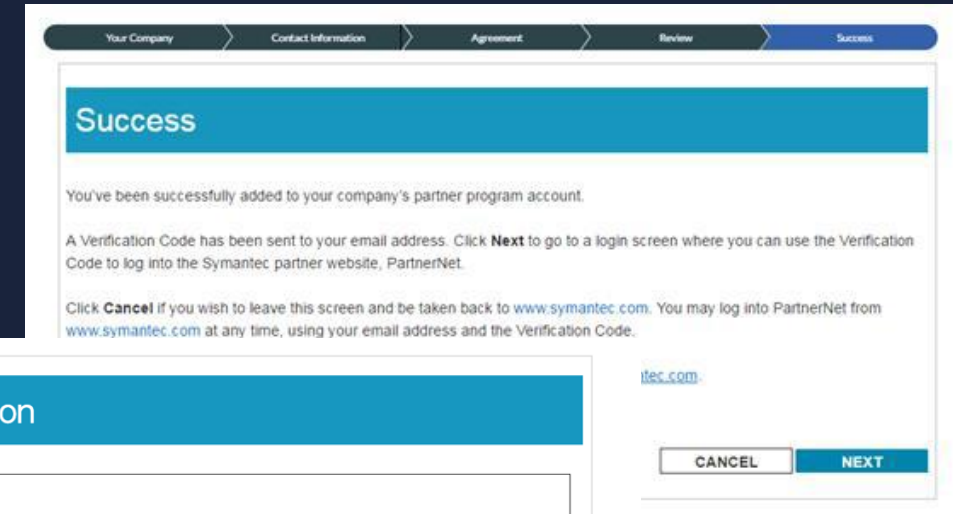 Your Company
Contact Information
Agreement
Review
Success
Success
You've been successfully added to your company's partner program account.
A Verification Code has been sent to your email address. Click Next to go to a login screen where you can use the Verification
Code to log into the Symantec partner website, PartnerNet.
Click Cancel if you wish to leave this screen and be taken back to www.symantec.com. You may log into PartnerNet from
www.symantec.com at any time, using your email address and the Verification Code.
ntec.com.
on
CANCEL
NEXT